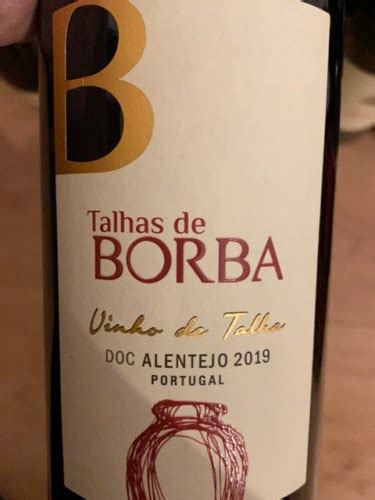 B
Talhas de
BORBA
Vinho de Talha
DOC ALENTEJO 2019
PORTUGAL